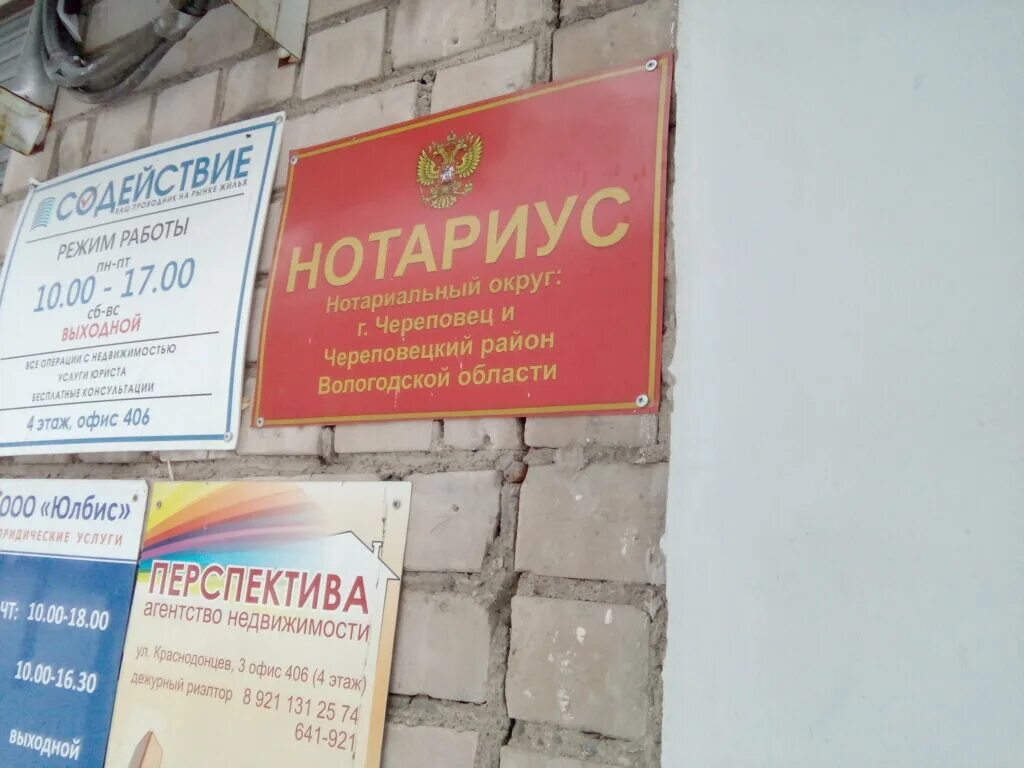 СОДЕЙСТВИЕ
ВАШ ПРОВОДНИК НА РЫНКЕ ЖИЛЬЯ
РЕЖИМ РАБОТЫ
ПН-ПТ
10.00 - 17.00
СБ-ВС
ВЫХОДНОЙ
ВСЕ ОПЕРАЦИИ С НЕДВИЖИМОСТЬЮ
УСЛУГИ ЮРИСТА
БЕСПЛАТНЫЕ КОНСУЛЬТАЦИИ
4 этаж, офис 406
НОТАРИУС
Нотариальный округ:
г. Череповец и
Череповецкий район
Вологодской области
ООО «Юлбис»
ЮРИДИЧЕСКИЕ УСЛУГИ
ЧТ: 10.00-18.00
10.00-16.30
ВЫХОДНОЙ
ПЕРСПЕКТИВА
агентство недвижимости
ул. Краснодонцев, 3 офис 406 (4 этаж)
дежурный риэлтор 8 921 131 25 74
641-921